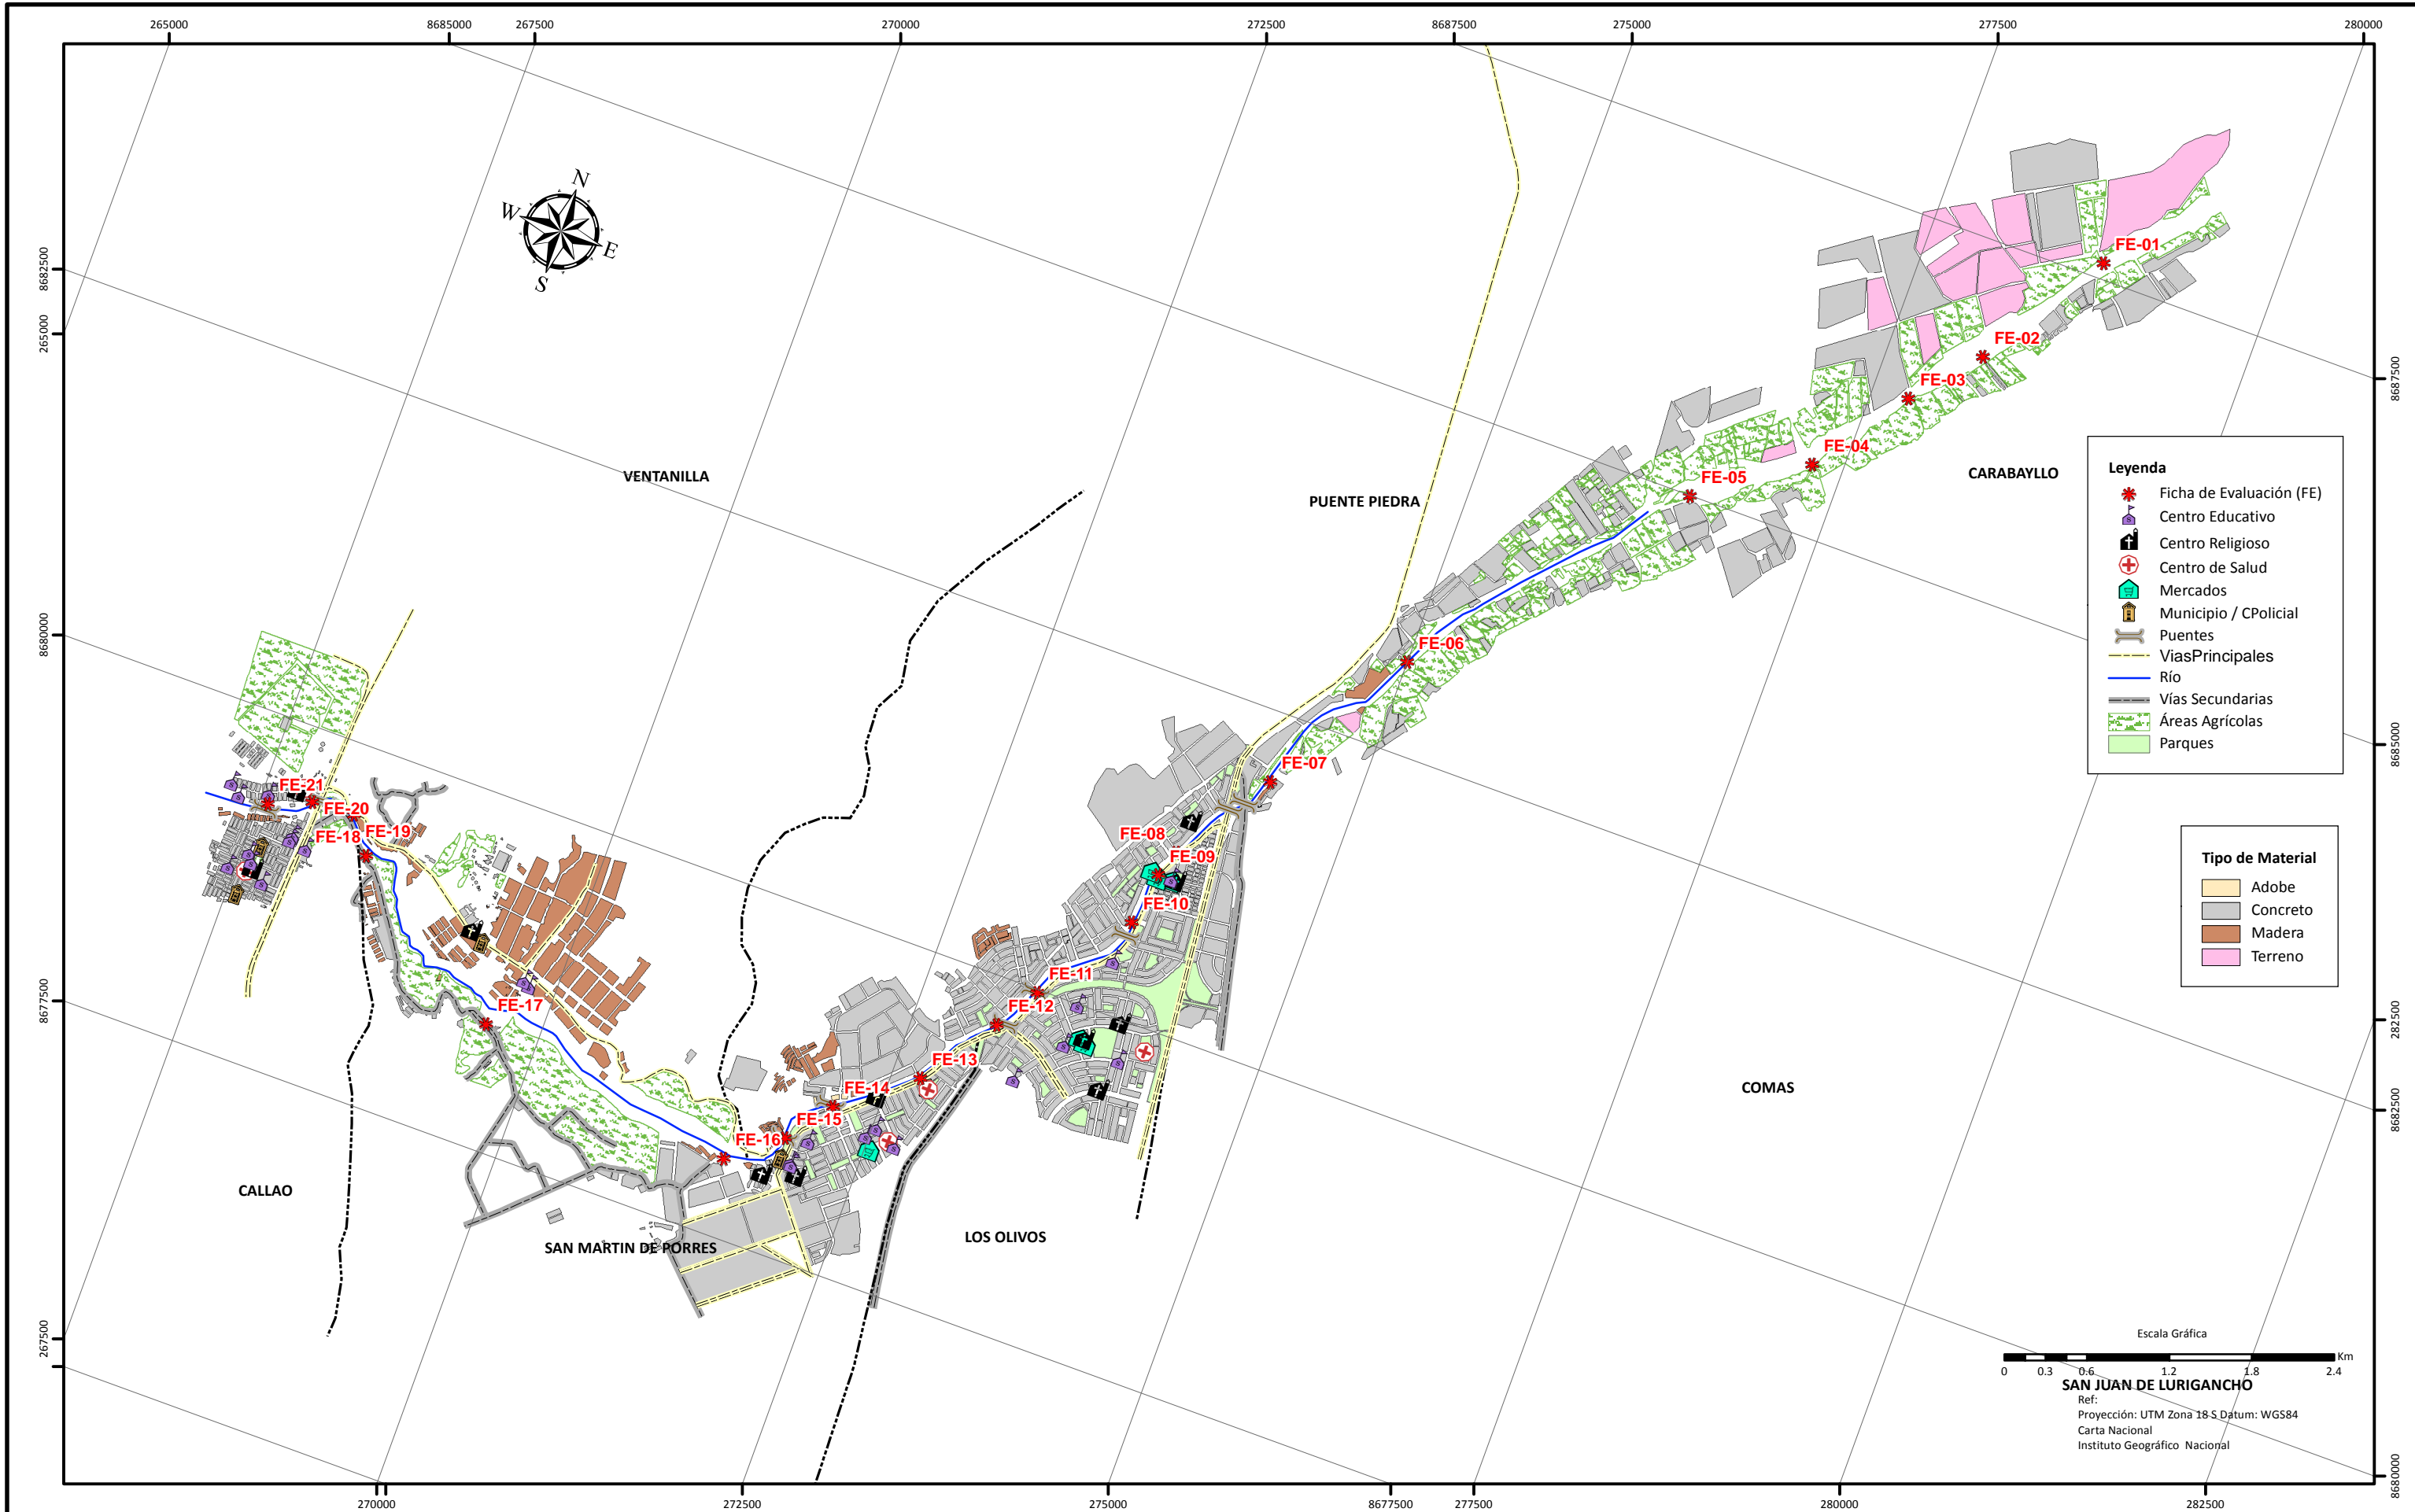 265000
8685000
267500
270000
272500
8687500
275000
277500
280000
8682500
265000
8680000
8677500
267500
8687500
8685000
282500
8682500
8680000
N
W
E
S
VENTANILLA
PUENTE PIEDRA
CARABAYLLO
COMAS
CALLAO
SAN MARTIN DE PORRES
LOS OLIVOS
FE-01
FE-02
FE-03
FE-04
FE-05
FE-06
FE-07
FE-08
FE-09
FE-10
FE-11
FE-12
FE-13
FE-14
FE-15
FE-16
FE-17
FE-18
FE-19
FE-20
FE-21
Leyenda
Ficha de Evaluación (FE)
Centro Educativo
Centro Religioso
Centro de Salud
Mercados
Municipio / CPolicial
Puentes
ViasPrincipales
Río
Vías Secundarias
Áreas Agrícolas
Parques
Tipo de Material
Adobe
Concreto
Madera
Terreno
Escala Gráfica
Km
0 0.3 0.6 1.2 1.8 2.4
SAN JUAN DE LURIGANCHO
Ref:
Proyección: UTM Zona 18 S Datum: WGS84
Carta Nacional
Instituto Geográfico Nacional
270000
272500
275000
8677500
277500
280000
282500